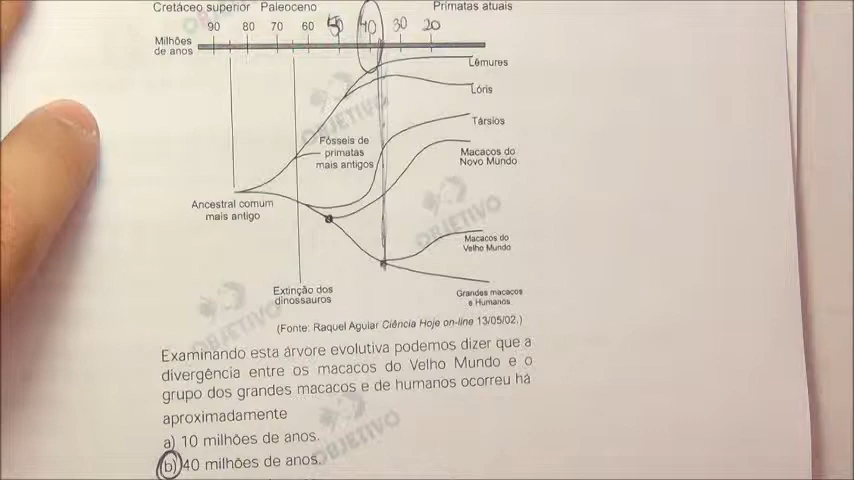 Cretáceo superior Paleoceno Primatas atuais
90 80 70 60 50 40 30 20
Milhões
de anos
Lêmures
Lóris
Társios
Fósseis de
primatas
mais antigos
Macacos do
Novo Mundo
Ancestral comum
mais antigo
Macacos do
Velho Mundo
Extinção dos
dinossauros
Grandes macacos
e Humanos
(Fonte: Raquel Aguiar Ciência Hoje on-line 13/05/02.)
Examinando esta árvore evolutiva podemos dizer que a
divergência entre os macacos do Velho Mundo e o
grupo dos grandes macacos e de humanos ocorreu há
aproximadamente
a) 10 milhões de anos.
b) 40 milhões de anos.
OBJETIVO
OBJETIVO
OBJETIVO
OBJETIVO